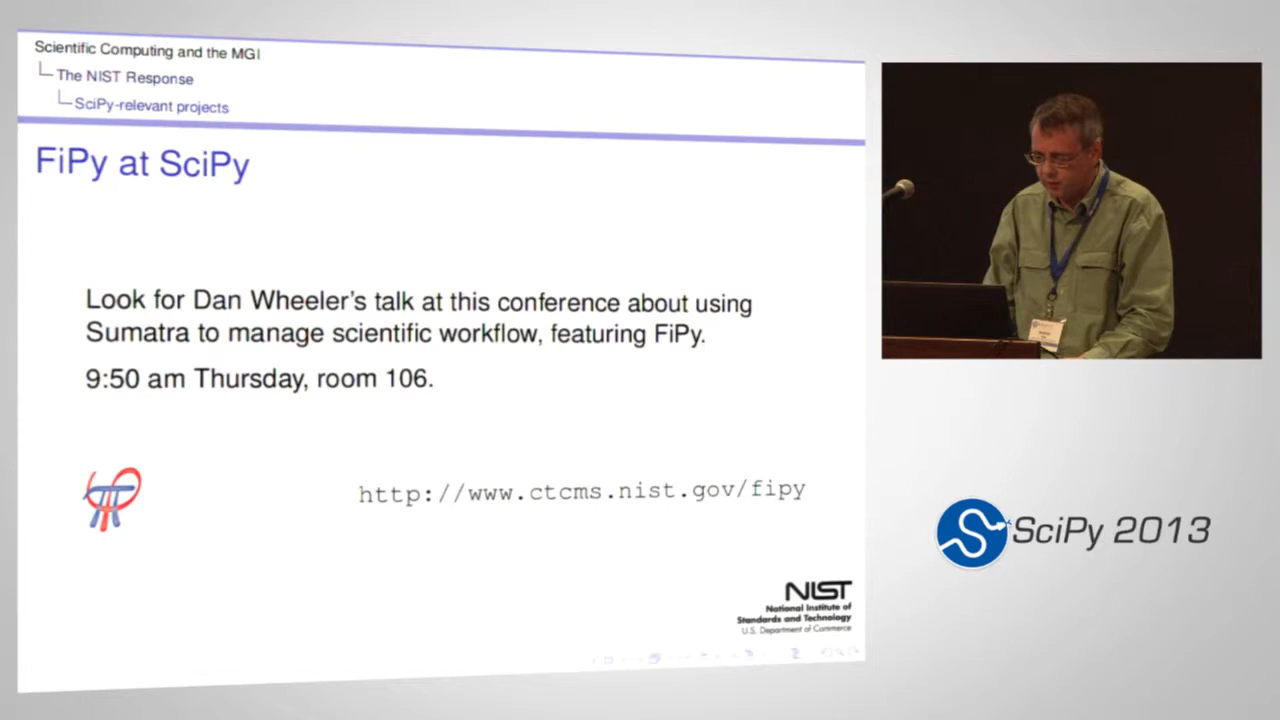 Scientific Computing and the MGI
The NIST Response
SciPy-relevant projects
FiPy at SciPy
Look for Dan Wheeler's talk at this conference about using
Sumatra to manage scientific workflow, featuring FiPy.
9:50 am Thursday, room 106.
http://www.ctcms.nist.gov/fipy
NIST
National Institute of
Standards and Technology
U.S. Department of Commerce
SciPy 2013